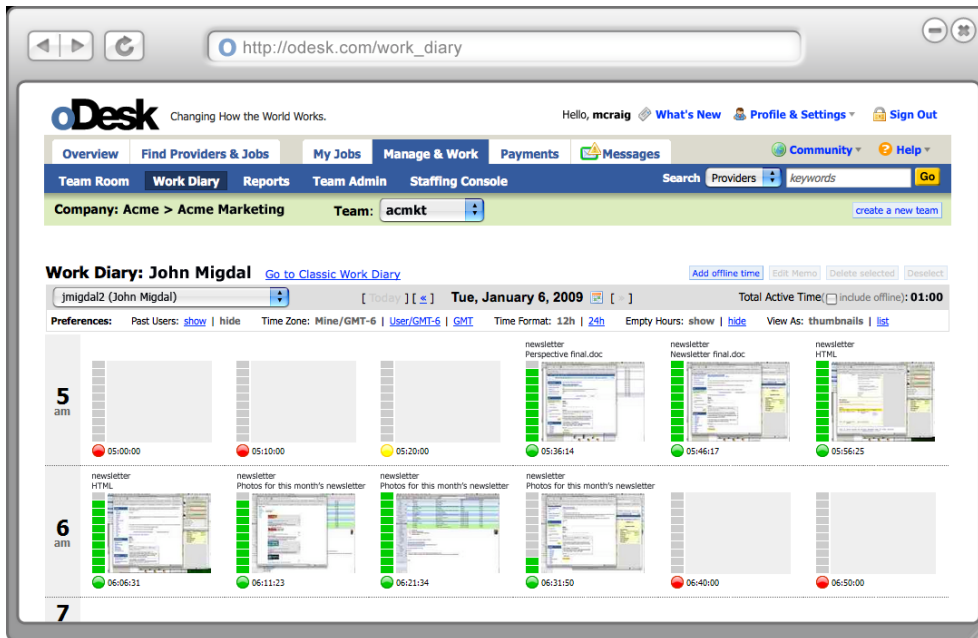 http://odesk.com/work_diary
oDesk Changing How the World Works. Hello, mcraig What's New Profile & Settings Sign Out
Overview Find Providers & Jobs My Jobs Manage & Work Payments Messages Community Help
Team Room Work Diary Reports Team Admin Staffing Console Search Providers keywords Go
Company: Acme > Acme Marketing Team: acmkt create a new team
Work Diary: John Migdal Go to Classic Work Diary Add offline time Edit Memo Delete selected Deselect
jmigdal2 (John Migdal) [ Today ] [ « ] Tue, January 6, 2009 [ » ] Total Active Time( include offline): 01:00
Preferences: Past Users: show | hide Time Zone: Mine/GMT-6 | User/GMT-6 | GMT Time Format: 12h | 24h Empty Hours: show | hide View As: thumbnails | list
newsletter newsletter newsletter
Perspective final.doc Newsletter final.doc HTML
5
am
05:00:00 05:10:00 05:20:00 05:36:14 05:46:17 05:56:25
newsletter newsletter newsletter newsletter
HTML Photos for this month's newsletter Photos for this month's newsletter Photos for this month's newsletter
6
am
06:06:31 06:11:23 06:21:34 06:31:50 06:40:00 06:50:00
7